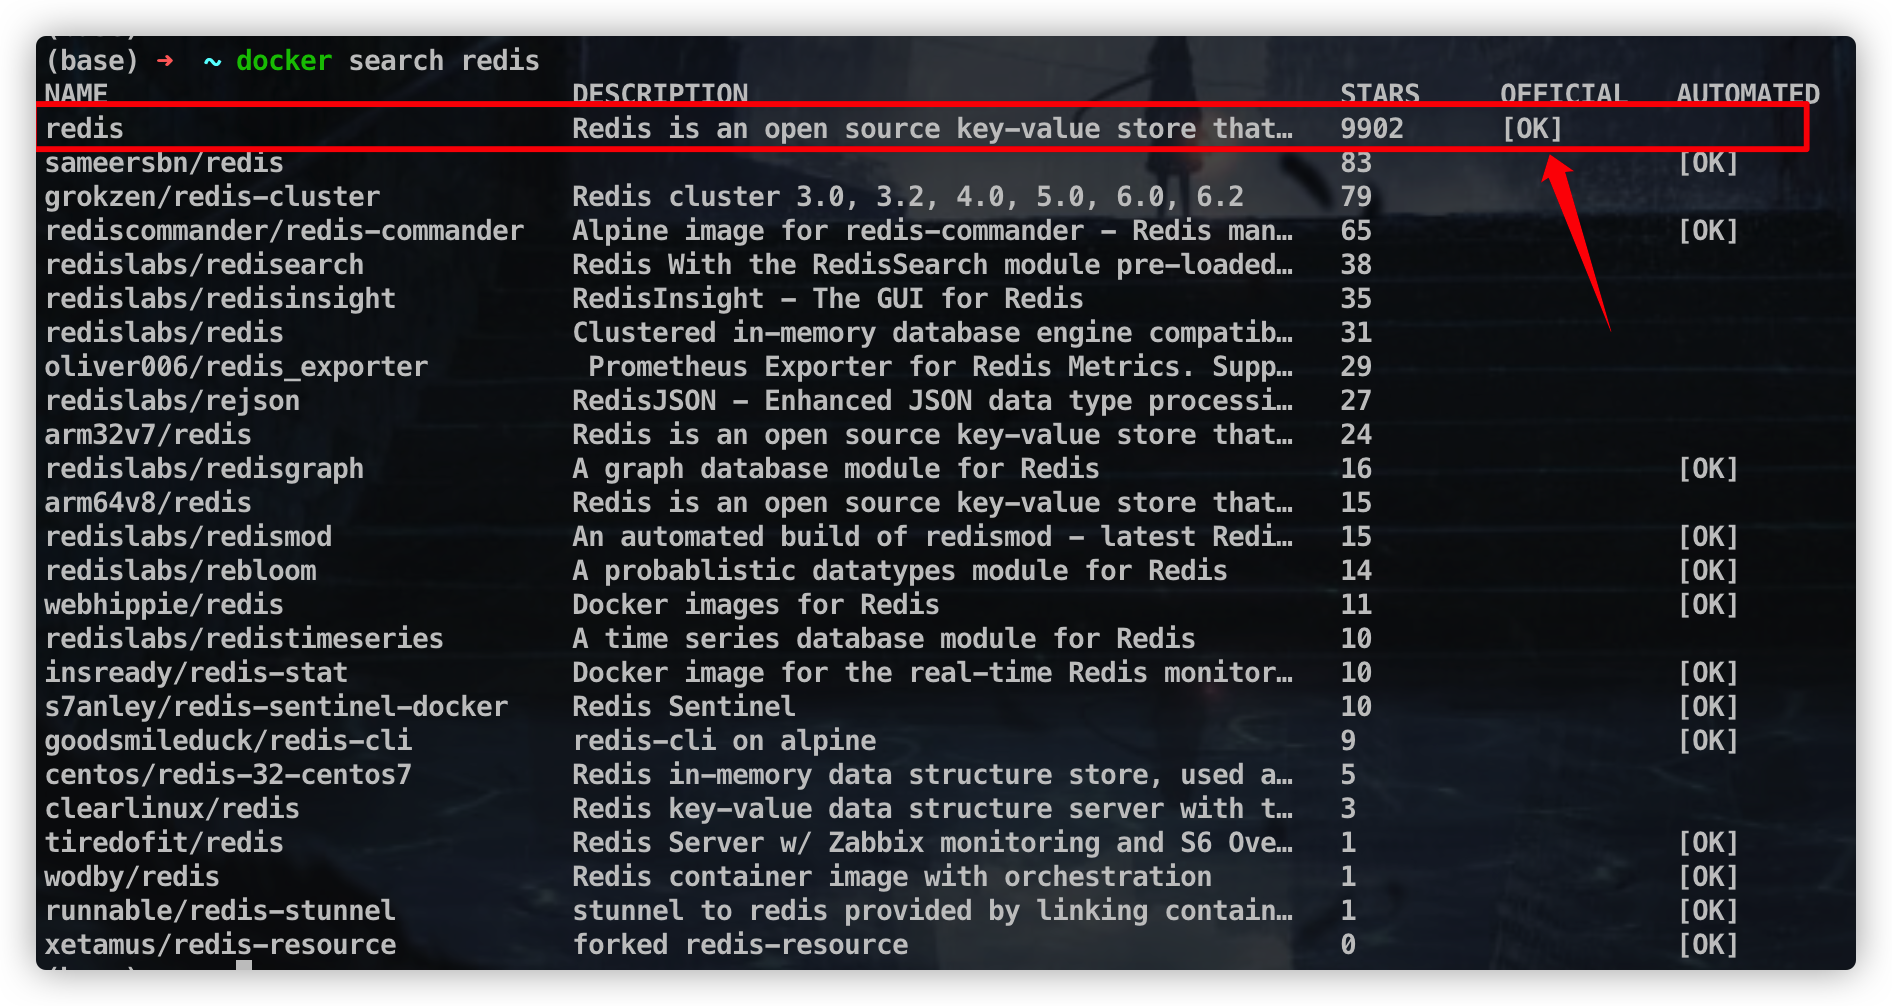 (base) ➜ ~ docker search redis
NAME DESCRIPTION STARS OFFICIAL AUTOMATED
redis Redis is an open source key-value store that… 9902 [OK]
sameersbn/redis 83 [OK]
grokzen/redis-cluster Redis cluster 3.0, 3.2, 4.0, 5.0, 6.0, 6.2 79
rediscommander/redis-commander Alpine image for redis-commander - Redis man… 65 [OK]
redislabs/redisearch Redis With the RedisSearch module pre-loaded… 38
redislabs/redisinsight RedisInsight - The GUI for Redis 35
redislabs/redis Clustered in-memory database engine compatib… 31
oliver006/redis_exporter Prometheus Exporter for Redis Metrics. Supp… 29
redislabs/rejson RedisJSON - Enhanced JSON data type processi… 27
arm32v7/redis Redis is an open source key-value store that… 24
redislabs/redisgraph A graph database module for Redis 16 [OK]
arm64v8/redis Redis is an open source key-value store that… 15
redislabs/redismod An automated build of redismod - latest Redi… 15 [OK]
redislabs/rebloom A probablistic datatypes module for Redis 14 [OK]
webhippie/redis Docker images for Redis 11 [OK]
redislabs/redistimeseries A time series database module for Redis 10
insready/redis-stat Docker image for the real-time Redis monitor… 10 [OK]
s7anley/redis-sentinel-docker Redis Sentinel 10 [OK]
goodsmileduck/redis-cli redis-cli on alpine 9 [OK]
centos/redis-32-centos7 Redis in-memory data structure store, used a… 5
clearlinux/redis Redis key-value data structure server with t… 3
tiredofit/redis Redis Server w/ Zabbix monitoring and S6 Ove… 1 [OK]
wodby/redis Redis container image with orchestration 1 [OK]
runnable/redis-stunnel stunnel to redis provided by linking contain… 1 [OK]
xetamus/redis-resource forked redis-resource 0 [OK]